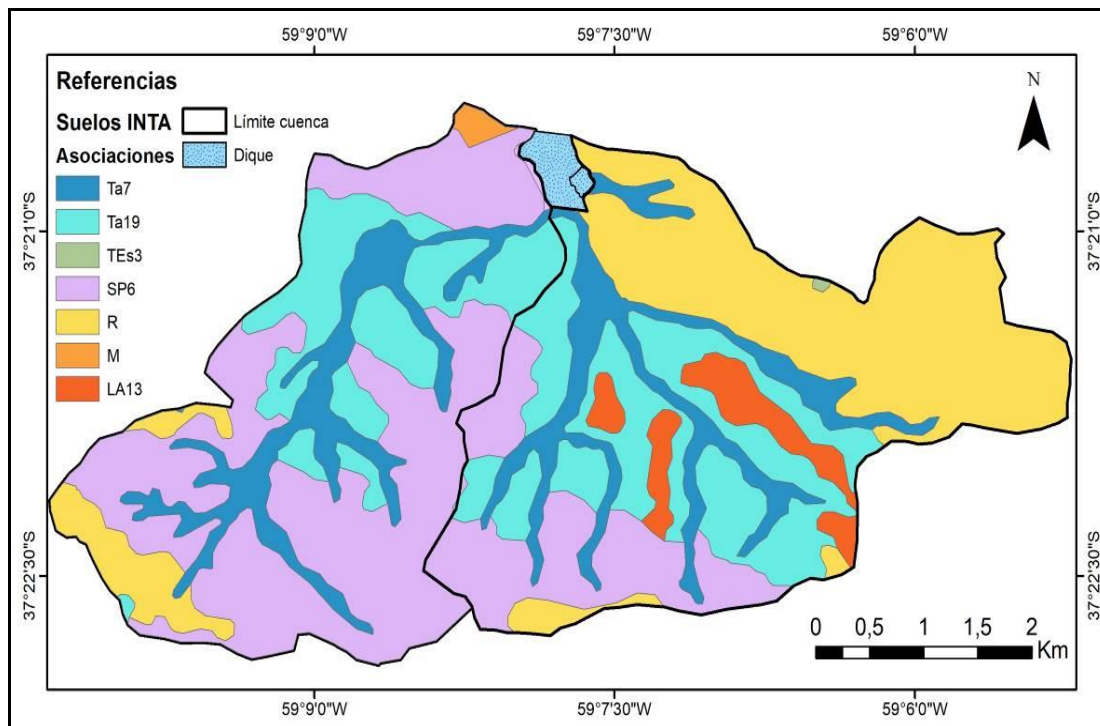 59°9'0"W 59°7'30"W 59°6'0"W
Referencias
Suelos INTA
Límite cuenca
Asociaciones
Dique
Ta7
Ta19
TEs3
SP6
R
M
LA13
N
37°21'0"S
37°21'0"S
37°22'30"S
37°22'30"S
0 0,5 1 1,5 2
Km
59°9'0"W 59°7'30"W 59°6'0"W